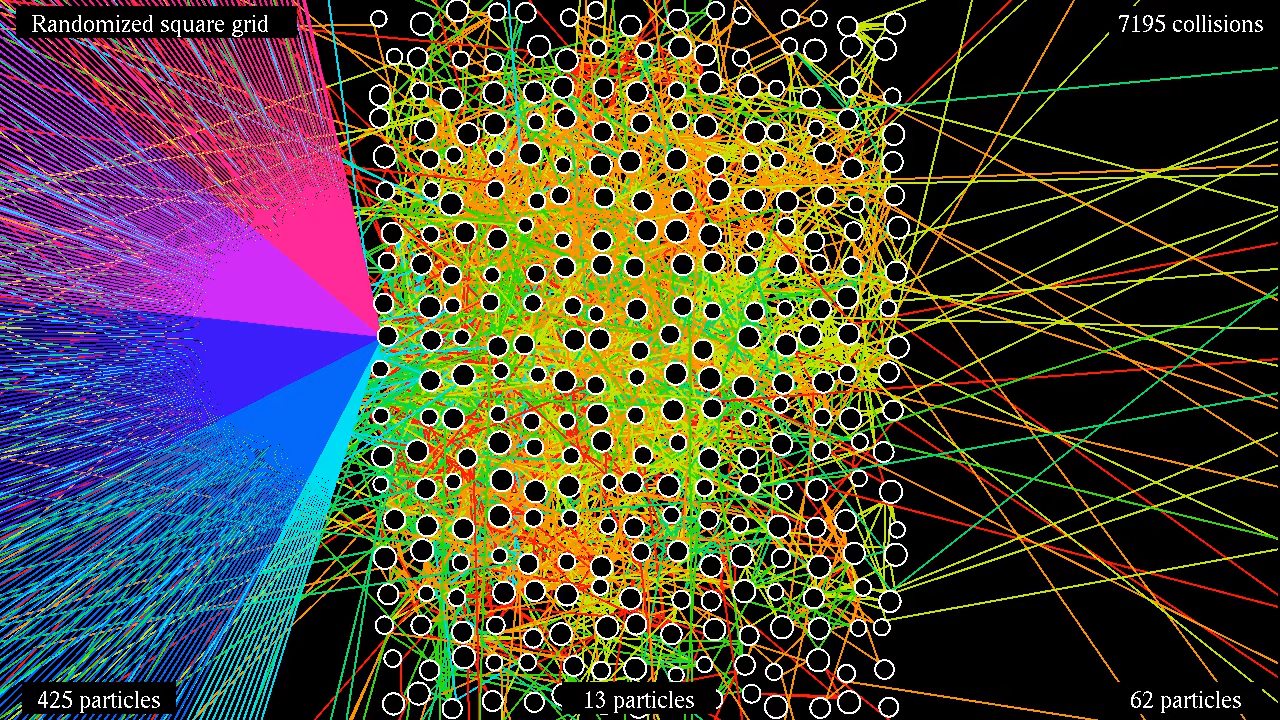 Randomized square grid
7195 collisions
425 particles
13 particles
62 particles